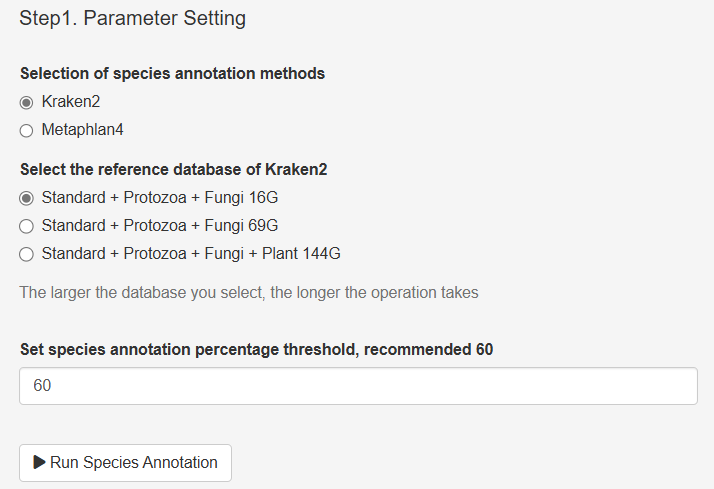 Step1. Parameter Setting
Selection of species annotation methods
Kraken2
Metaphlan4
Select the reference database of Kraken2
Standard + Protozoa + Fungi 16G
Standard + Protozoa + Fungi 69G
Standard + Protozoa + Fungi + Plant 144G
The larger the database you select, the longer the operation takes
Set species annotation percentage threshold, recommended 60
60
Run Species Annotation